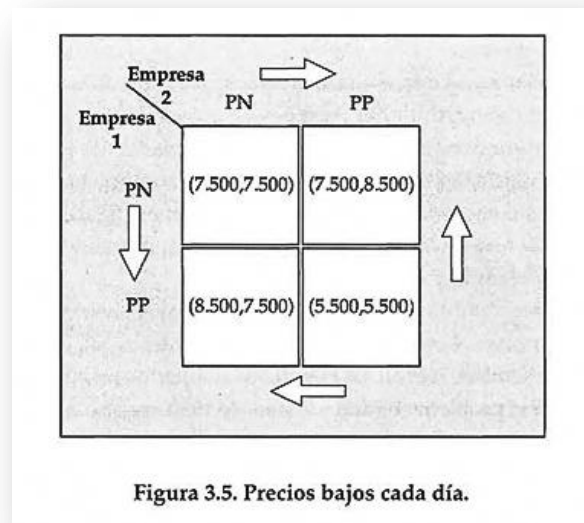 Empresa
2
PN PP
Empresa
1
PN (7.500,7.500) (7.500,8.500)
PP (8.500,7.500) (5.500,5.500)
Figura 3.5. Precios bajos cada día.